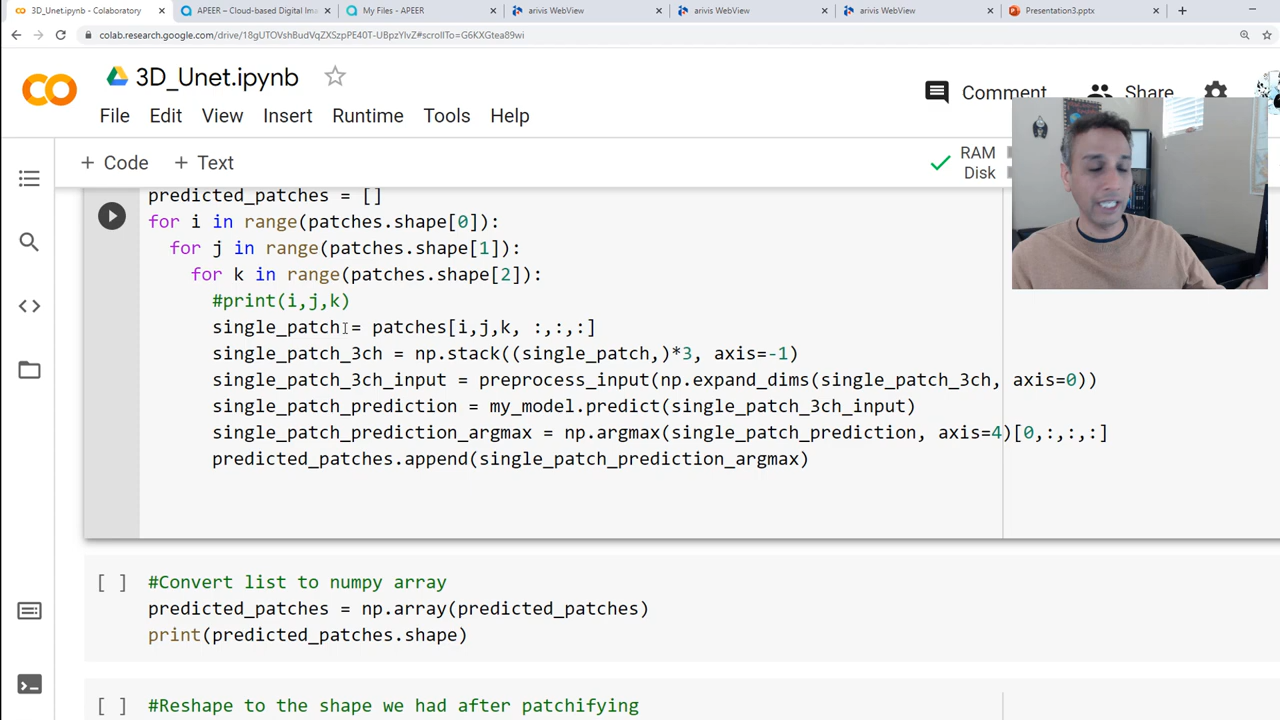 3D_Unet.ipynb - Colaboratory
APEER – Cloud-based Digital Ima
My Files - APEER
arivis WebView
arivis WebView
arivis WebView
Presentation3.pptx
colab.research.google.com/drive/18gUTOVshBudVqZXSzpPE40T-UBpzYlvZ#scrollTo=G6KXGtea89wi
3D_Unet.ipynb
Comment
Share
File Edit View Insert Runtime Tools Help
+ Code + Text
RAM
Disk
predicted_patches = []
for i in range(patches.shape[0]):
for j in range(patches.shape[1]):
for k in range(patches.shape[2]):
#print(i,j,k)
single_patch = patches[i,j,k, :,:,:]
single_patch_3ch = np.stack((single_patch,)*3, axis=-1)
single_patch_3ch_input = preprocess_input(np.expand_dims(single_patch_3ch, axis=0))
single_patch_prediction = my_model.predict(single_patch_3ch_input)
single_patch_prediction_argmax = np.argmax(single_patch_prediction, axis=4)[0,:,:,:]
predicted_patches.append(single_patch_prediction_argmax)
[ ] #Convert list to numpy array
predicted_patches = np.array(predicted_patches)
print(predicted_patches.shape)
[ ] #Reshape to the shape we had after patchifying